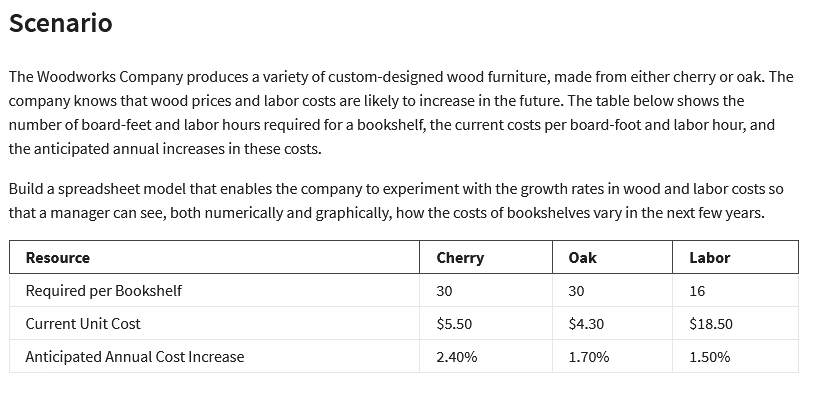 Scenario
The Woodworks Company produces a variety of custom-designed wood furniture, made from either cherry or oak. The
company knows that wood prices and labor costs are likely to increase in the future. The table below shows the
number of board-feet and labor hours required for a bookshelf, the current costs per board-foot and labor hour, and
the anticipated annual increases in these costs.
Build a spreadsheet model that enables the company to experiment with the growth rates in wood and labor costs so
that a manager can see, both numerically and graphically, how the costs of bookshelves vary in the next few years.
Resource Cherry Oak Labor
Required per Bookshelf 30 30 16
Current Unit Cost $5.50 $4.30 $18.50
Anticipated Annual Cost Increase 2.40% 1.70% 1.50%